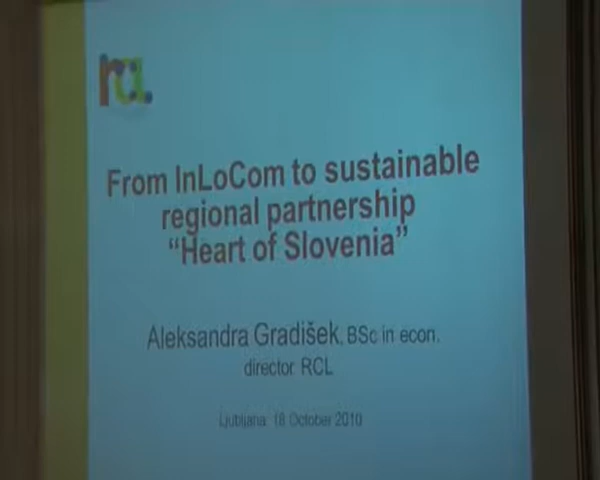 rcl
From InLoCom to sustainable
regional partnership
“Heart of Slovenia”
Aleksandra Gradišek, BSc in econ.
director RCL
Ljubljana, 18 October 2010